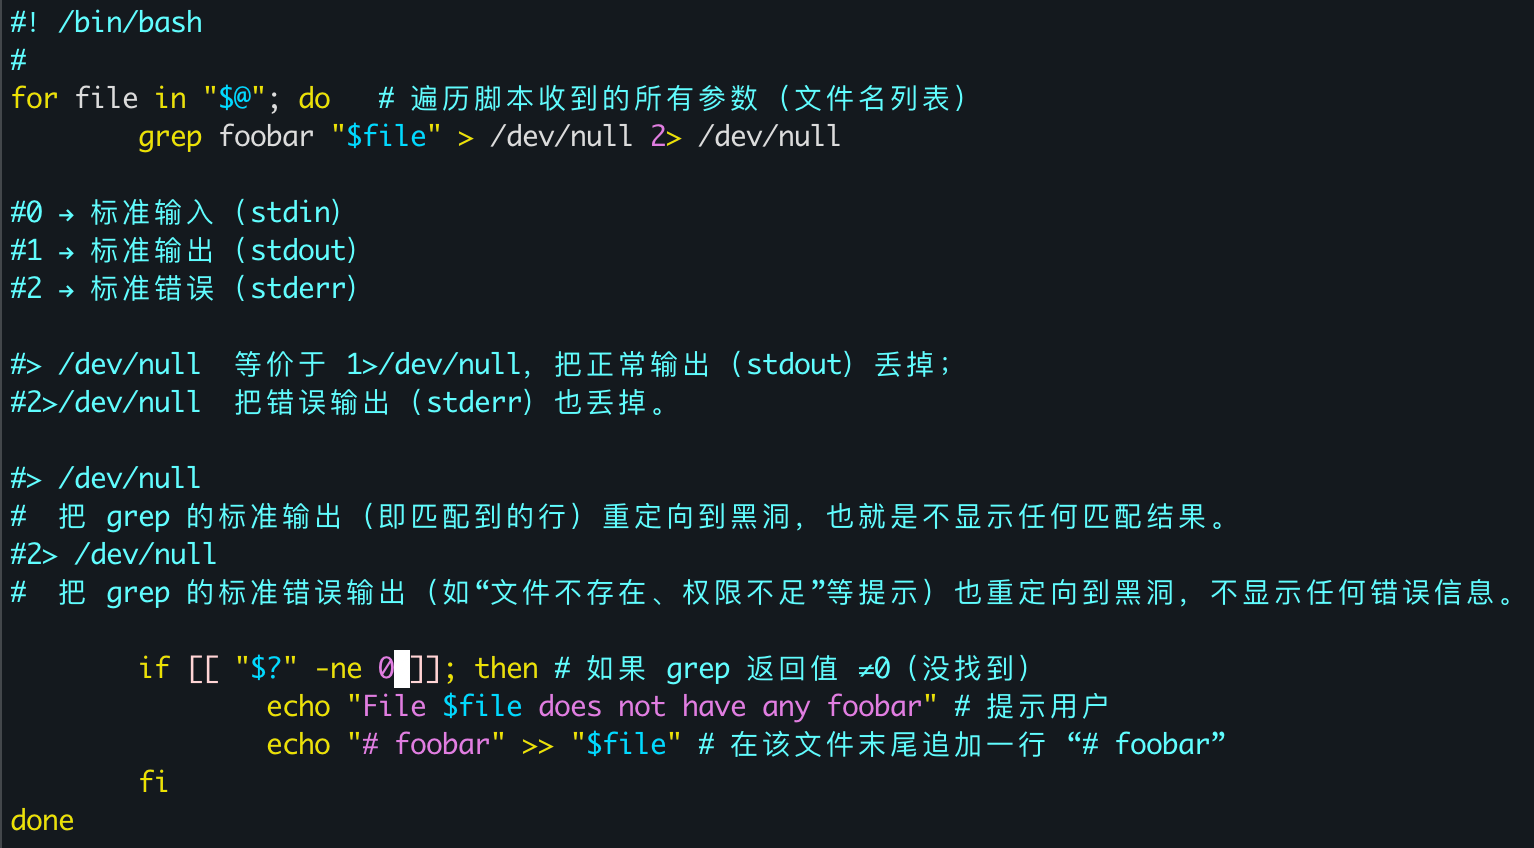 #! /bin/bash
#
for file in "$@"; do   # 遍历脚本收到的所有参数（文件名列表）
        grep foobar "$file" > /dev/null 2> /dev/null
#0 → 标准输入（stdin）
#1 → 标准输出（stdout）
#2 → 标准错误（stderr）
#> /dev/null  等价于 1>/dev/null，把正常输出（stdout）丢掉；
#2>/dev/null  把错误输出（stderr）也丢掉。
#> /dev/null
#  把 grep 的标准输出（即匹配到的行）重定向到黑洞，也就是不显示任何匹配结果。
#2> /dev/null
#  把 grep 的标准错误输出（如“文件不存在、权限不足”等提示）也重定向到黑洞，不显示任何错误信息。
        if [[ "$?" -ne 0 ]]; then # 如果 grep 返回值 ≠0（没找到）
                echo "File $file does not have any foobar" # 提示用户
                echo "# foobar" >> "$file" # 在该文件末尾追加一行 “# foobar”
        fi
done